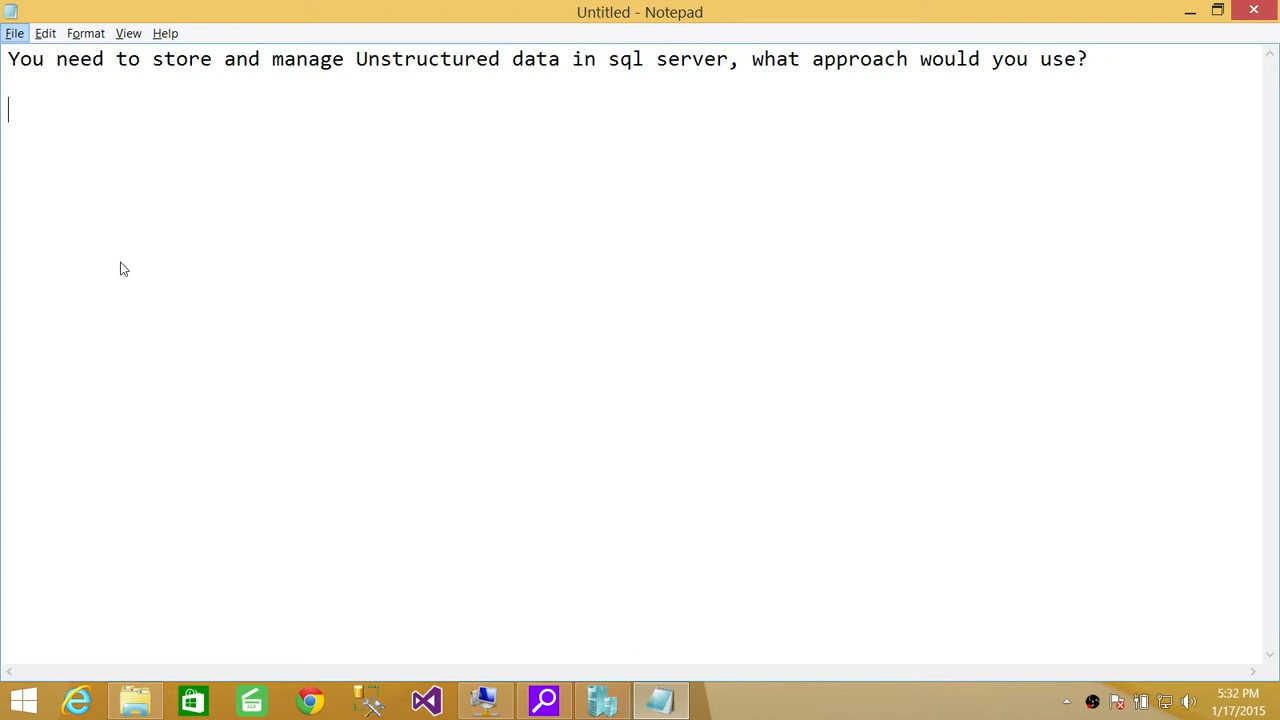 Untitled - Notepad
File Edit Format View Help
You need to store and manage Unstructured data in sql server, what approach would you use?
5:32 PM
1/17/2015